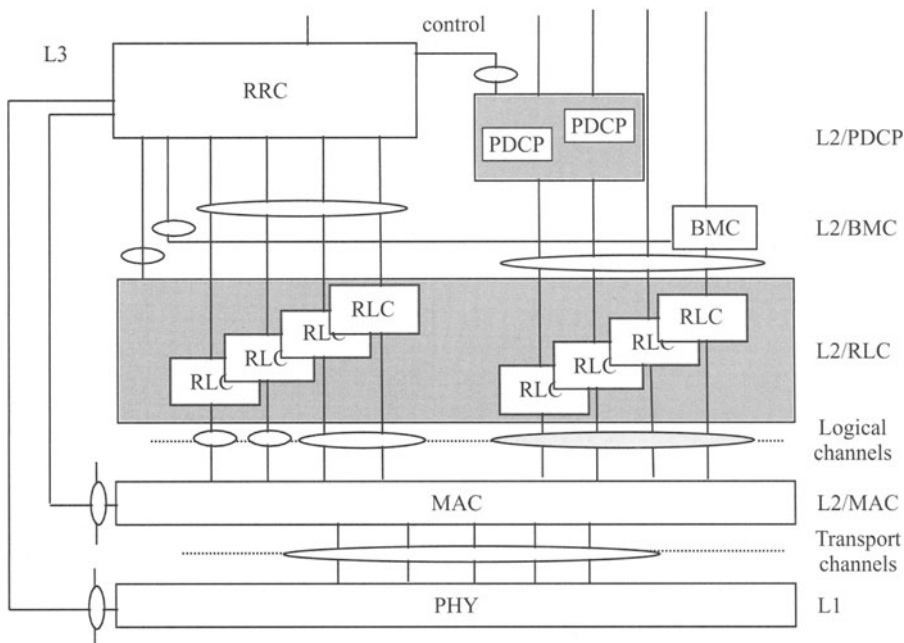 control
L3
RRC
PDCP
PDCP
L2/PDCP
BMC
L2/BMC
RLC
RLC
RLC
RLC
RLC
RLC
RLC
RLC
L2/RLC
Logical
channels
MAC
L2/MAC
Transport
channels
PHY
L1